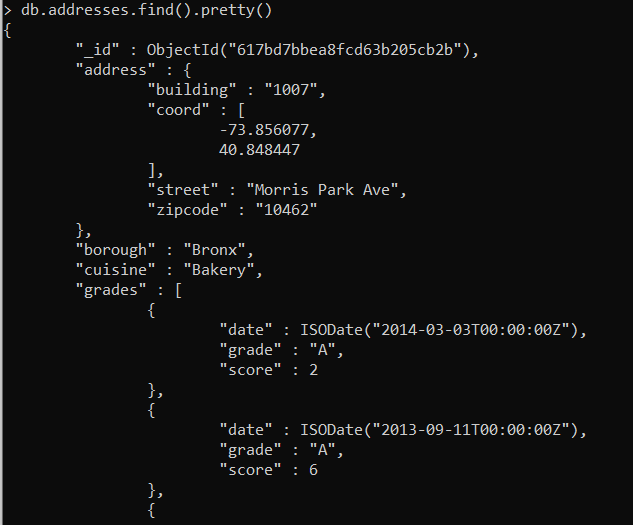 > db.addresses.find().pretty()
{
        "_id" : ObjectId("617bd7bbea8fcd63b205cb2b"),
        "address" : {
                "building" : "1007",
                "coord" : [
                        -73.856077,
                        40.848447
                ],
                "street" : "Morris Park Ave",
                "zipcode" : "10462"
        },
        "borough" : "Bronx",
        "cuisine" : "Bakery",
        "grades" : [
                {
                        "date" : ISODate("2014-03-03T00:00:00Z"),
                        "grade" : "A",
                        "score" : 2
                },
                {
                        "date" : ISODate("2013-09-11T00:00:00Z"),
                        "grade" : "A",
                        "score" : 6
                },
                {